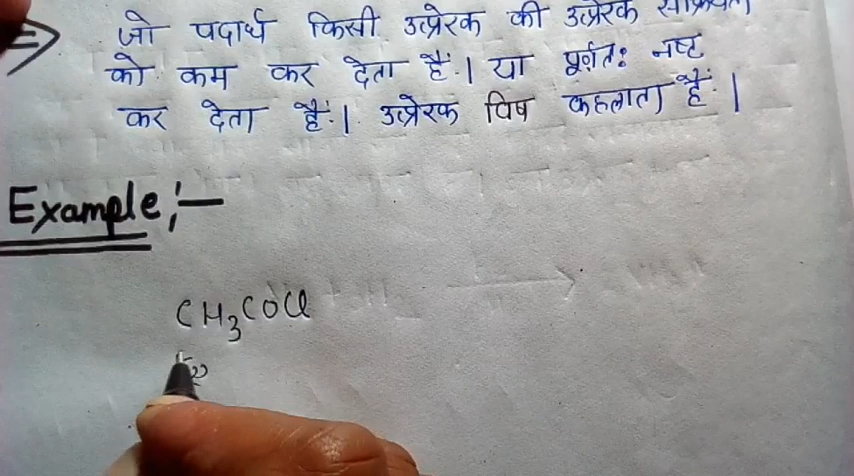 जो पदार्थ किसी उत्प्रेरक की उत्प्रेरक
को कम कर देता है। या पूर्णत: नष्ट
कर देता है। उत्प्रेरक विष कहलाता है।
Example;—
CH₃COCl